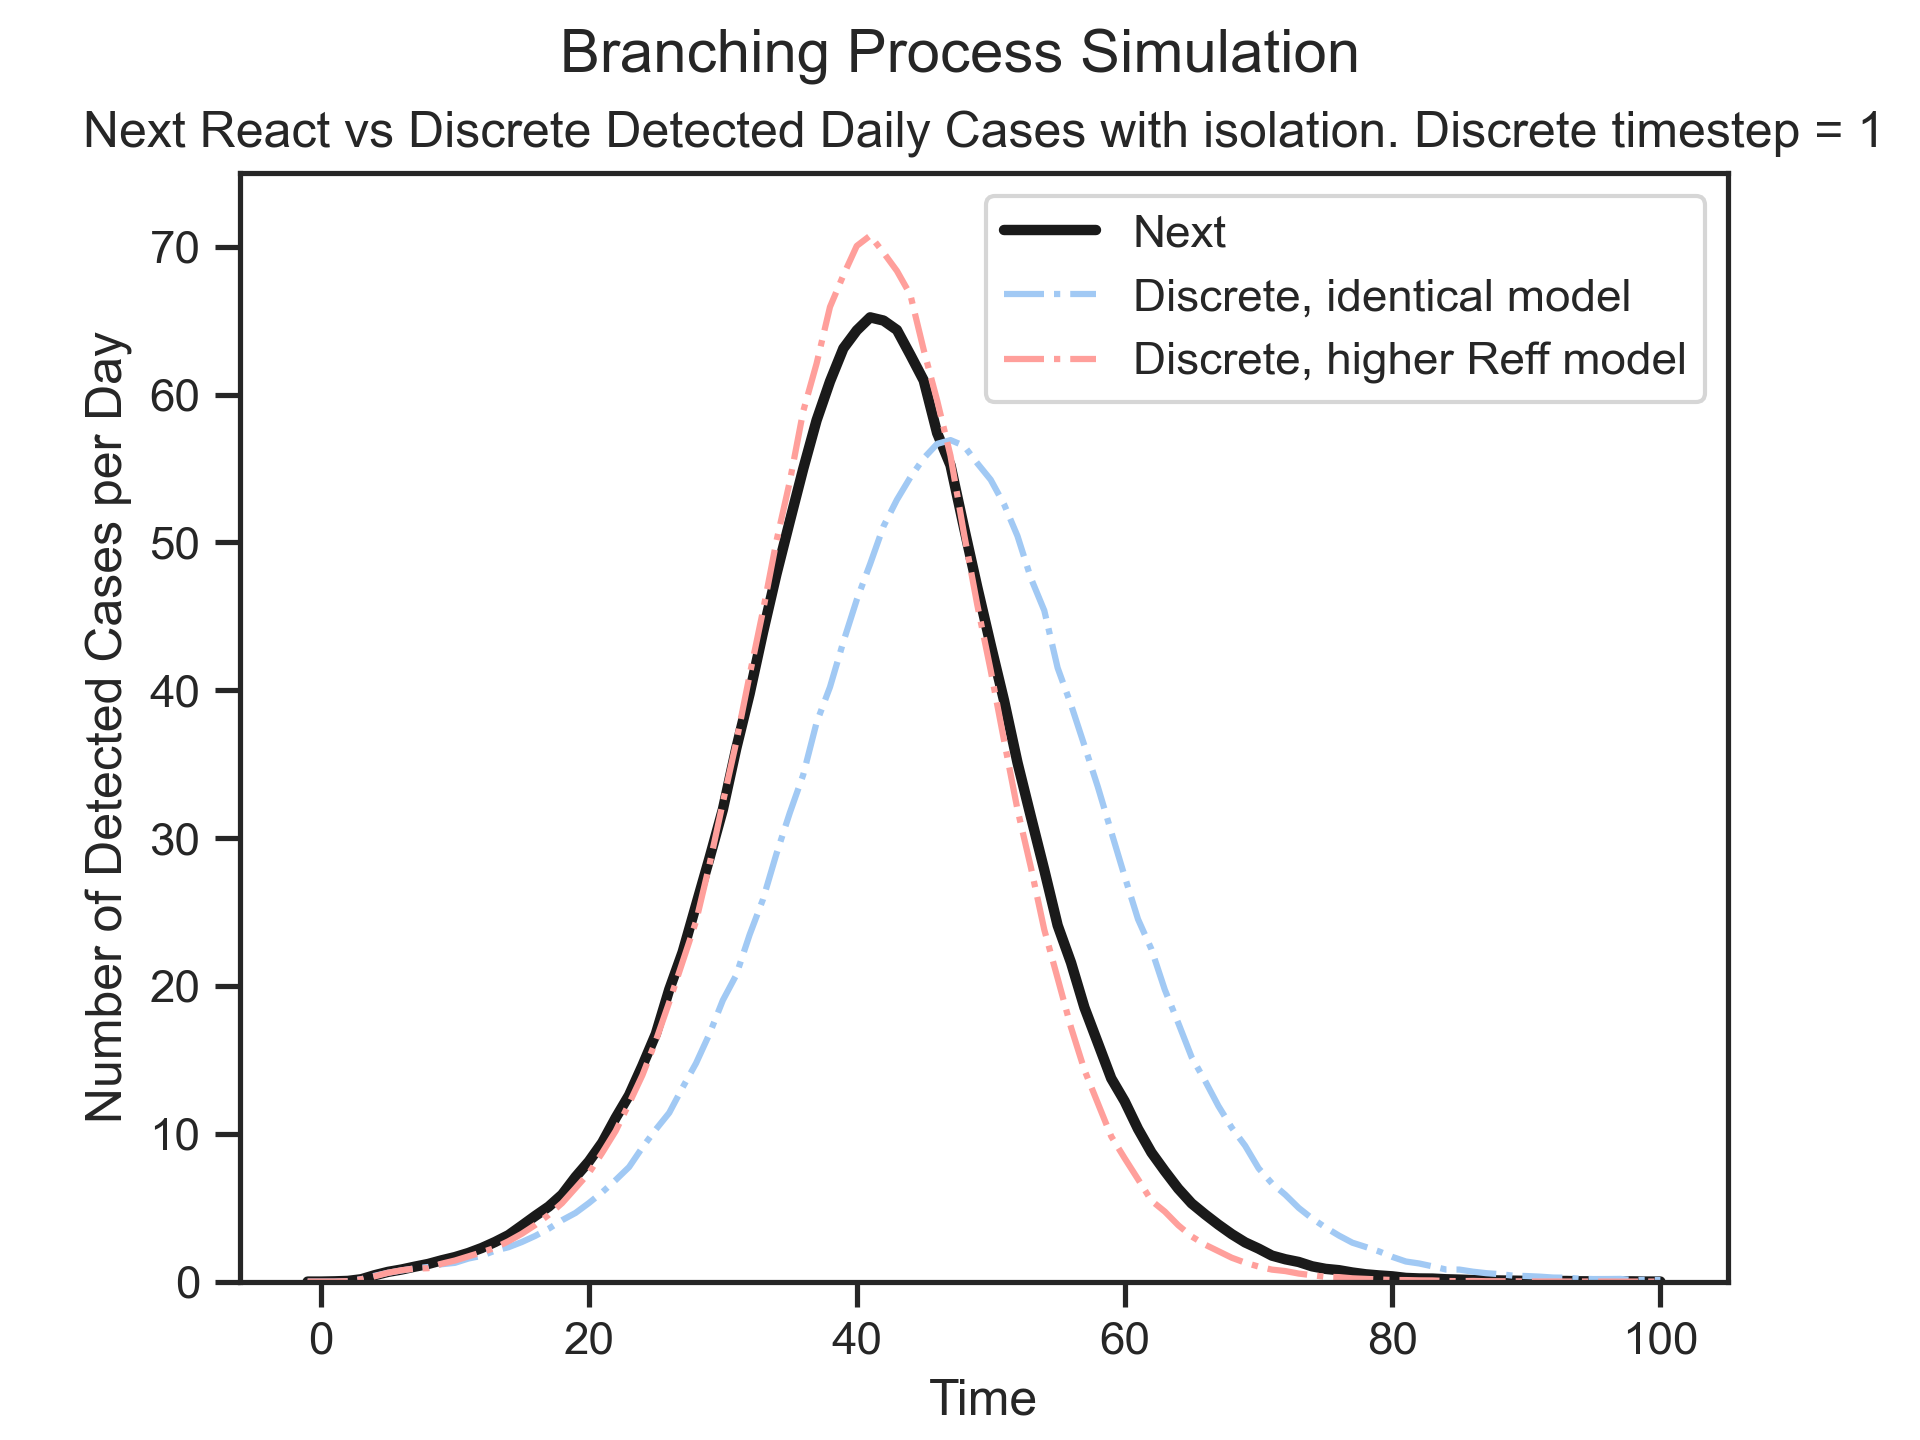 Branching Process Simulation
Next React vs Discrete Detected Daily Cases with isolation. Discrete timestep = 1
Next
Discrete, identical model
Discrete, higher Reff model
Number of Detected Cases per Day
70
60
50
40
30
20
10
0
0 20 40 60 80 100
Time